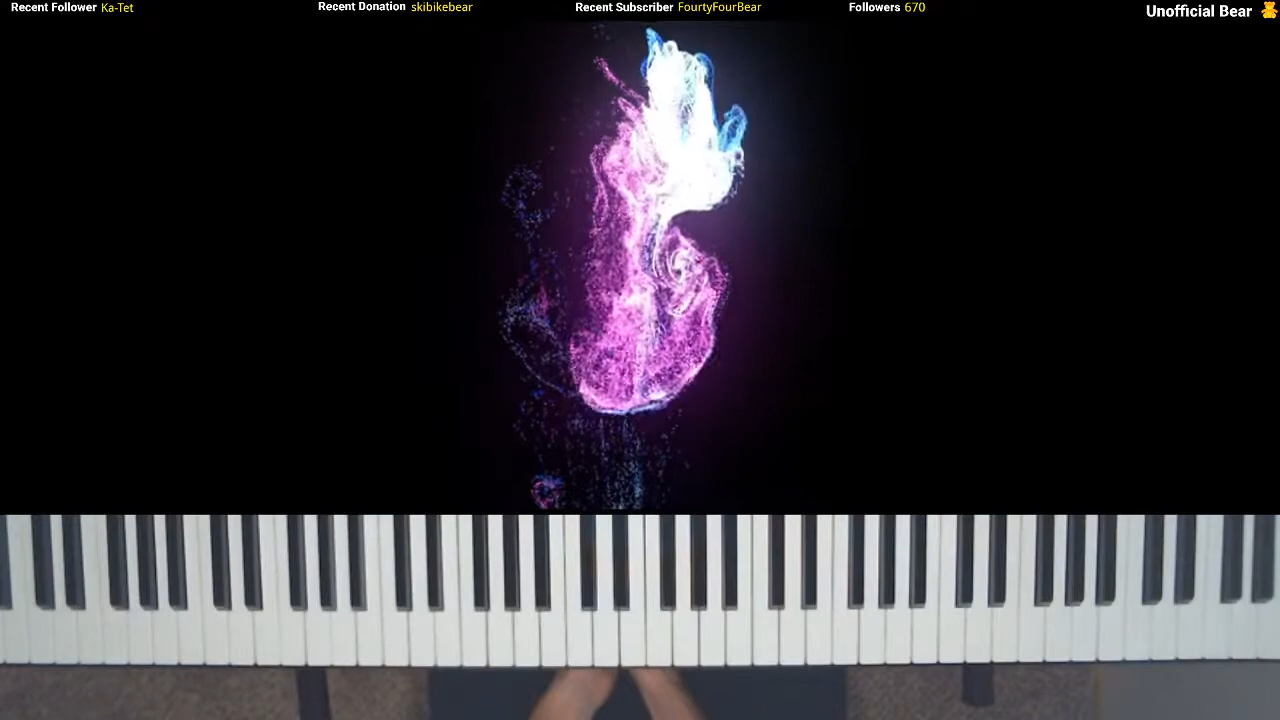 Recent Follower Ka-Tet
Recent Donation skibikebear
Recent Subscriber FourtyFourBear
Followers 670
Unofficial Bear